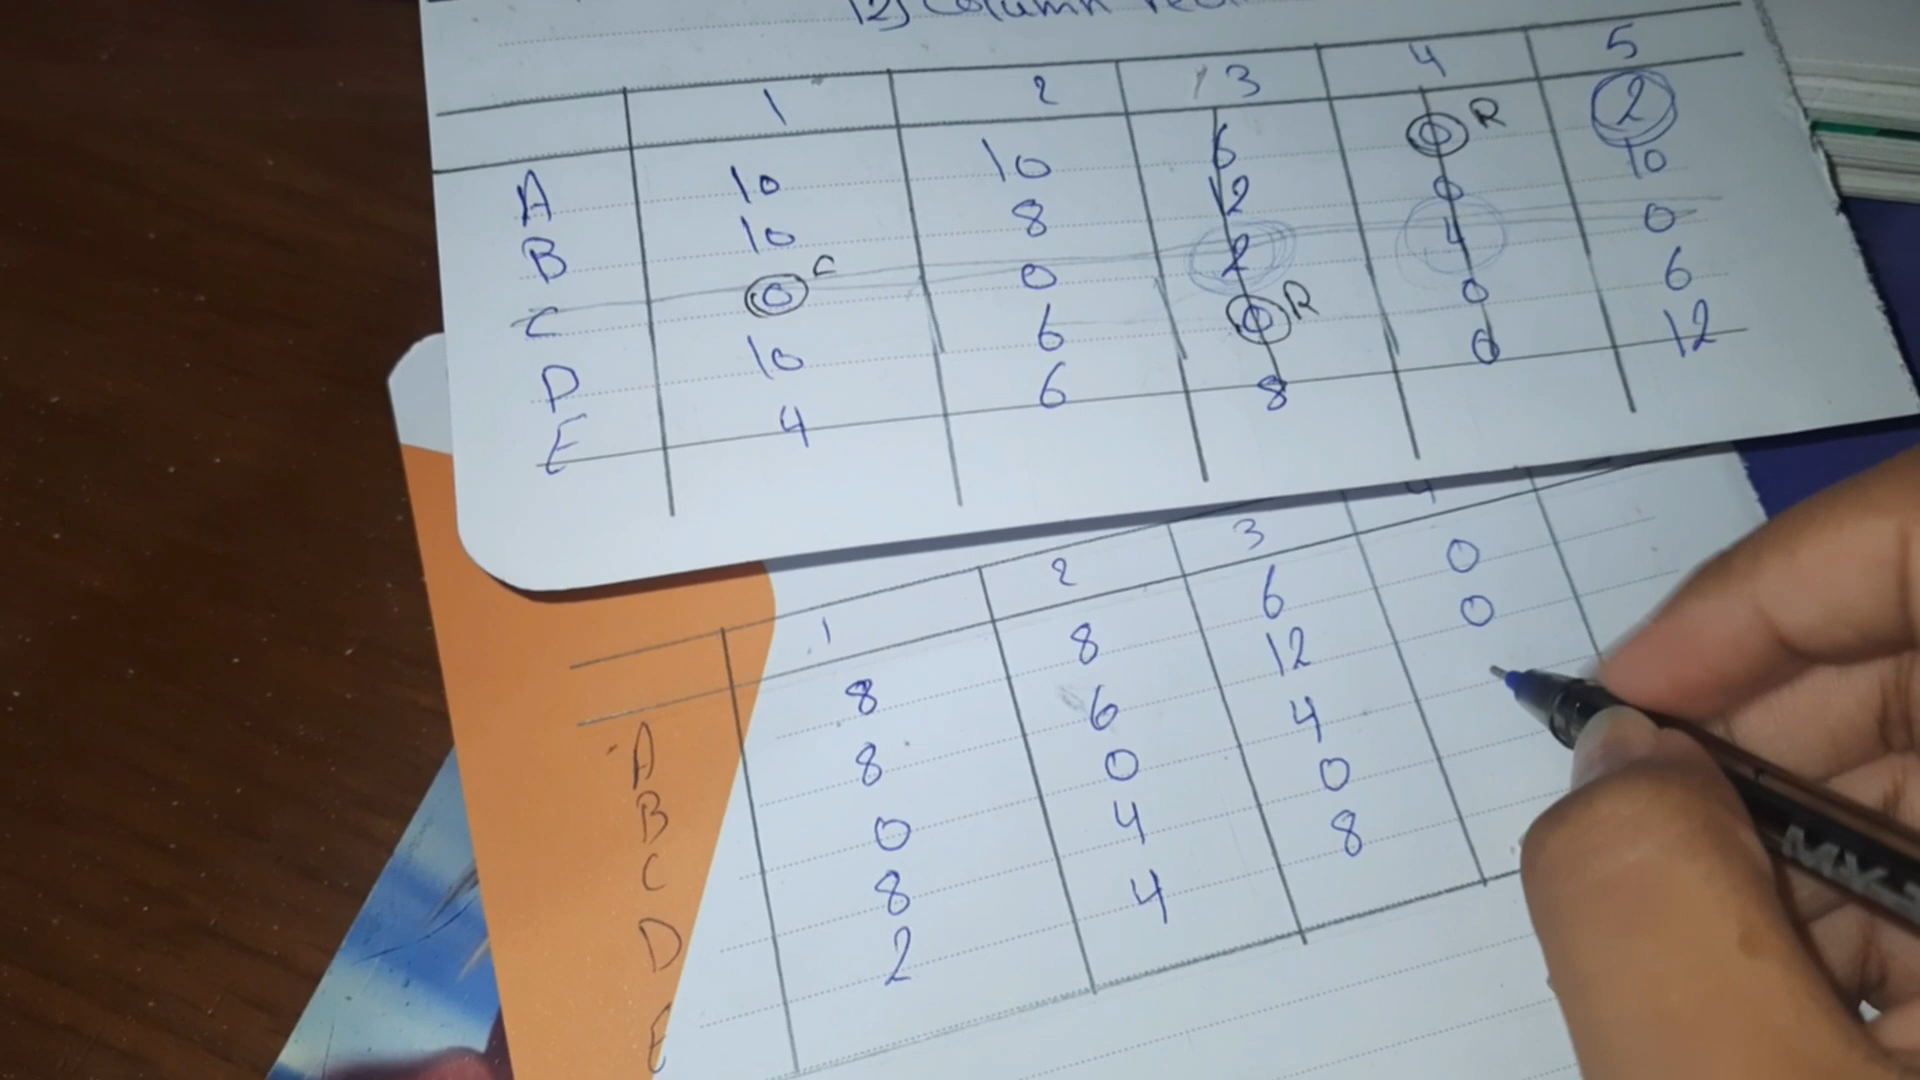 12) Column
1 2 3 4 5
A 10 10 6 0 R 2
B 10 8 12 0 10
C 0 C 0 2 4 0
D 10 6 0 R 0 6
E 4 6 8 0 12
1 2 3 4
A 8 8 6 0
B 8 6 12 0
C 0 0 4
D 8 4 0
E 2 4 8